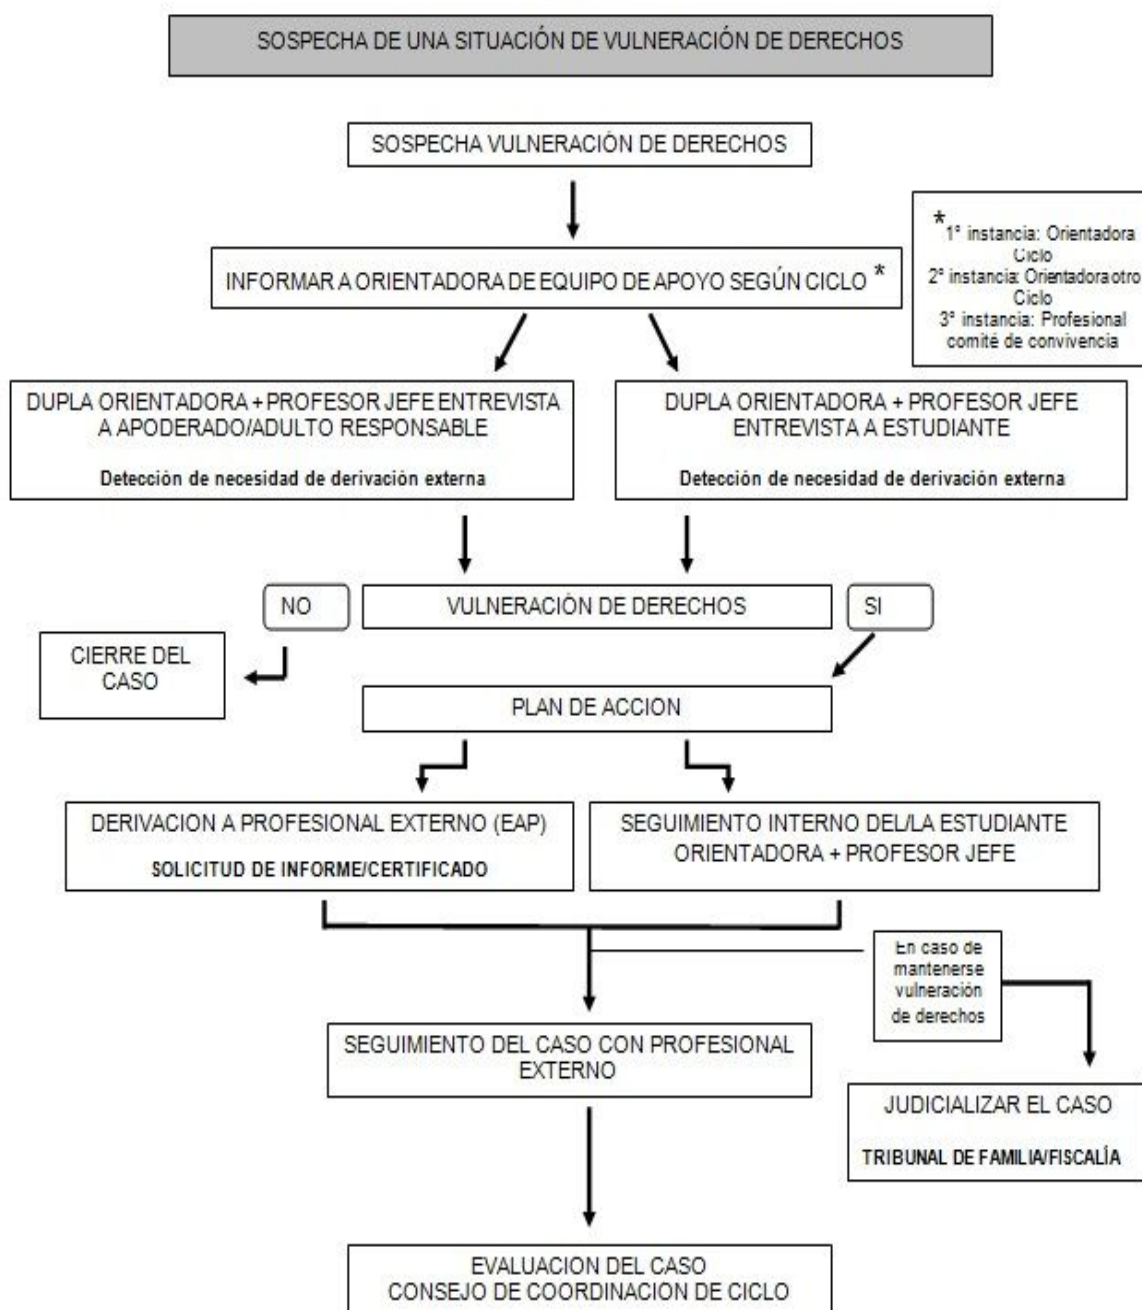 SOSPECHA DE UNA SITUACIÓN DE VULNERACIÓN DE DERECHOS
SOSPECHA VULNERACIÓN DE DERECHOS
INFORMAR A ORIENTADORA DE EQUIPO DE APOYO SEGÚN CICLO *
*1° instancia: Orientadora
Ciclo
2° instancia: Orientadora otro
Ciclo
3° instancia: Profesional
comité de convivencia
DUPLA ORIENTADORA + PROFESOR JEFE ENTREVISTA
A APODERADO/ADULTO RESPONSABLE
Detección de necesidad de derivación externa
DUPLA ORIENTADORA + PROFESOR JEFE
ENTREVISTA A ESTUDIANTE
Detección de necesidad de derivación externa
NO
VULNERACIÓN DE DERECHOS
SI
CIERRE DEL
CASO
PLAN DE ACCION
DERIVACION A PROFESIONAL EXTERNO (EAP)
SOLICITUD DE INFORME/CERTIFICADO
SEGUIMIENTO INTERNO DEL/LA ESTUDIANTE
ORIENTADORA + PROFESOR JEFE
En caso de
mantenerse
vulneración
de derechos
SEGUIMIENTO DEL CASO CON PROFESIONAL
EXTERNO
JUDICIALIZAR EL CASO
TRIBUNAL DE FAMILIA/FISCALÍA
EVALUACION DEL CASO
CONSEJO DE COORDINACION DE CICLO